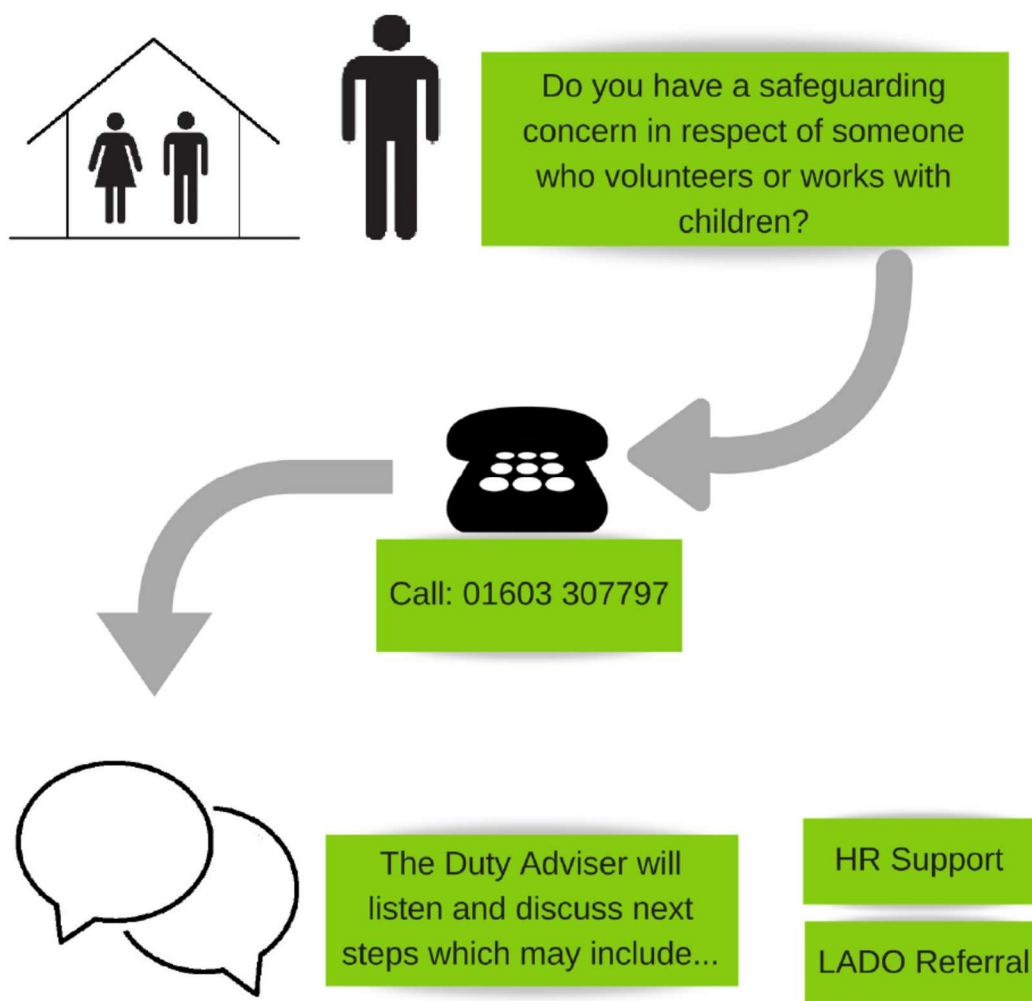 Do you have a safeguarding
concern in respect of someone
who volunteers or works with
children?
Call: 01603 307797
The Duty Adviser will
listen and discuss next
steps which may include...
HR Support
LADO Referral